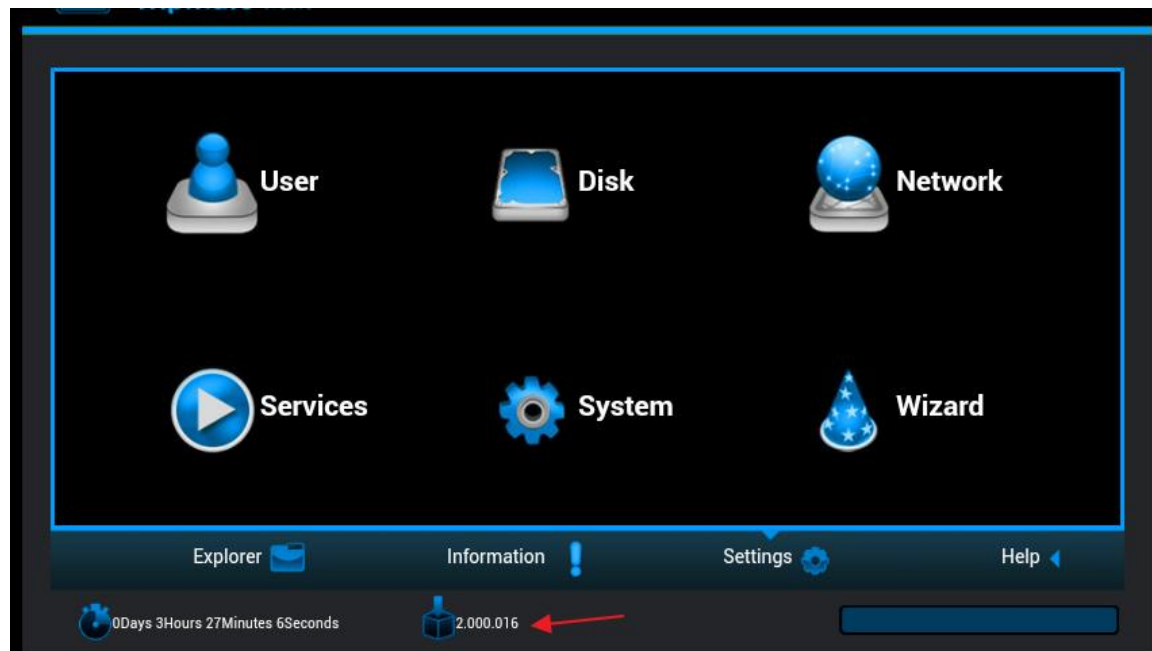 User
Disk
Network
Services
System
Wizard
Explorer
Information
Settings
Help
0Days 3Hours 27Minutes 6Seconds
2.000.016